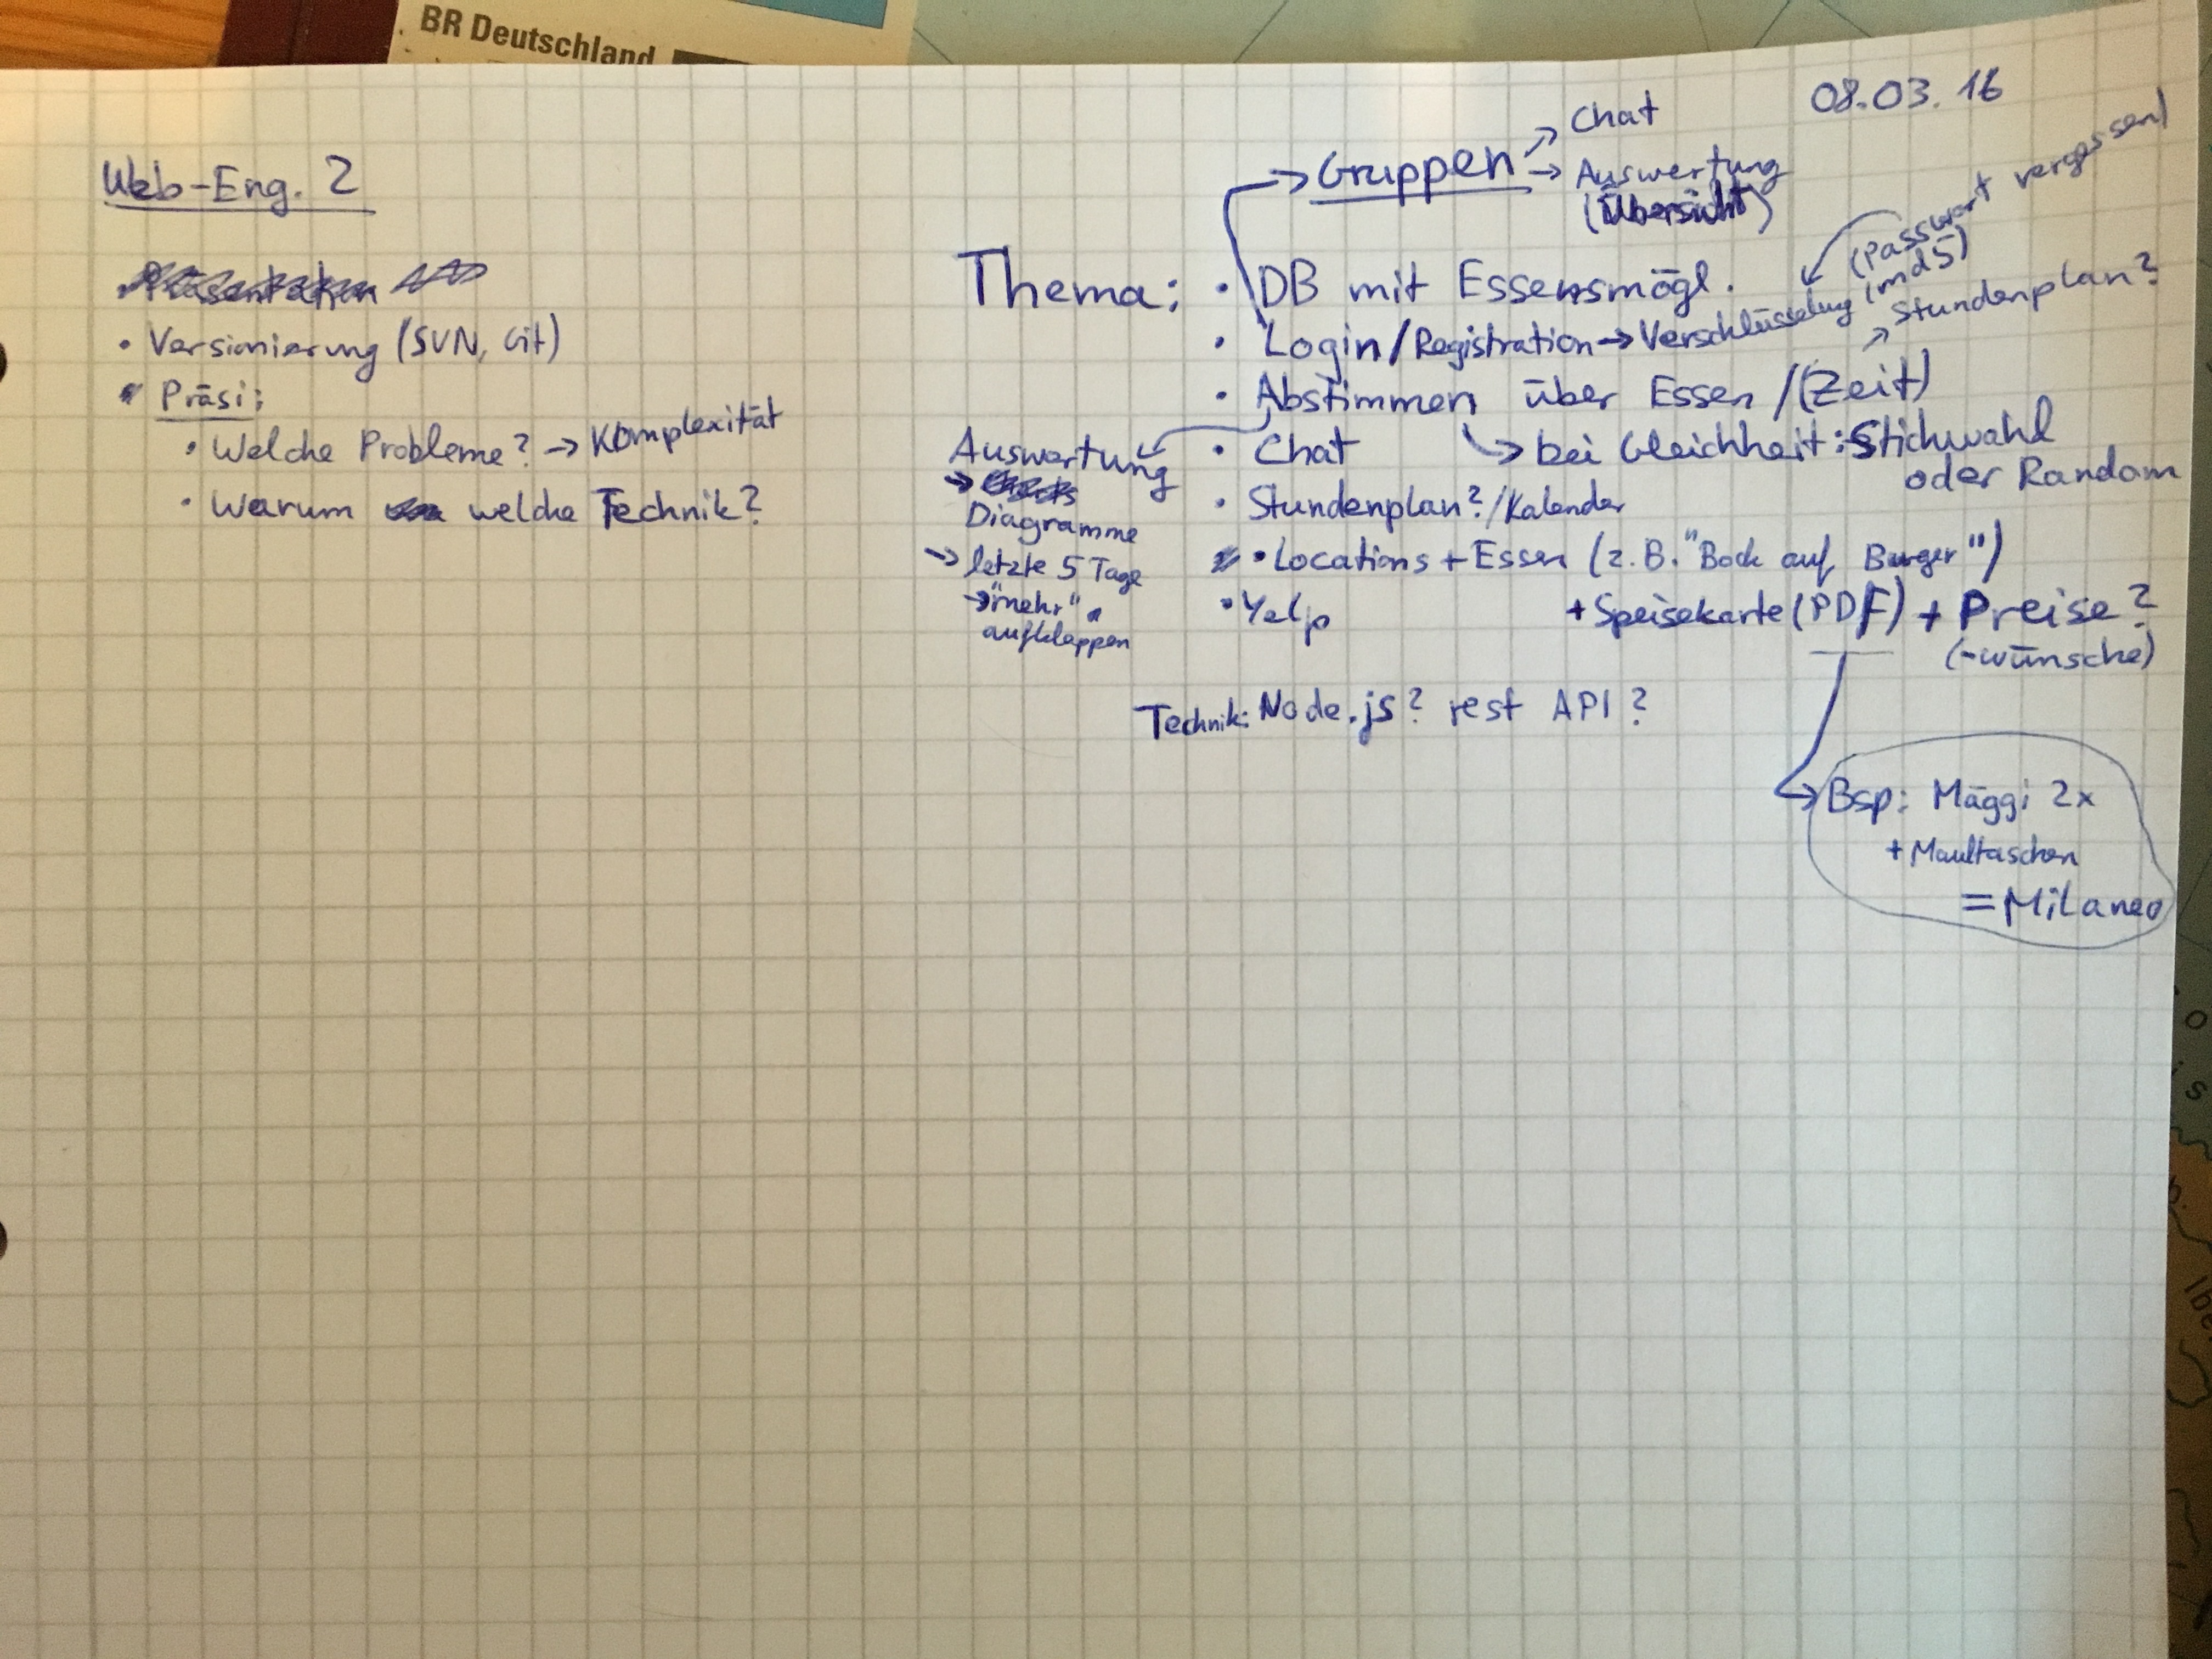 BR Deutschland
08.03.16
Web-Eng. 2
• Versionierung (SVN, Git)
• Präsi:
• Welche Probleme? → Komplexität
• Warum welche Technik?
→ Gruppen → Chat
→ Auswertung
(Übersicht)
Thema: • DB mit Essensmögl.
• Login/Registration → Verschlüsselung (md5)
(Passwort vergessen)
• Abstimmen über Essen / (Zeit)
→ Stundenplan?
→ bei Gleichheit: Stichwahl
oder Random
• Chat
• Stundenplan?/Kalender
• Locations + Essen (z.B. "Bock auf Burger")
+ Speisekarte (PDF) + Preise?
(-wünsche)
• Yelp
Auswertung
→ Diagramme
→ letzte 5 Tage
→ "mehr"
aufklappen
Technik: Node.js? rest API?
→ Bsp: Mäggi 2x
+ Maultaschen
= Milaneo